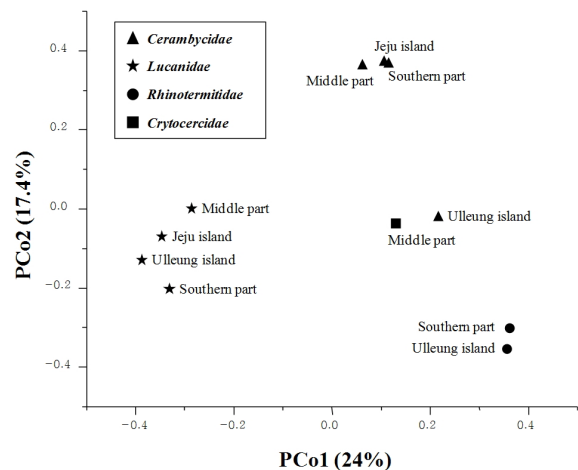 Cerambycidae
Lucanidae
Rhinotermitidae
Crytocercidae
Jeju island
Middle part
Southern part
Middle part
Jeju island
Ulleung island
Southern part
Ulleung island
Middle part
Southern part
Ulleung island
0.4
0.2
0.0
-0.2
-0.4
-0.4
-0.2
0.0
0.2
0.4
PCo2 (17.4%)
PCo1 (24%)